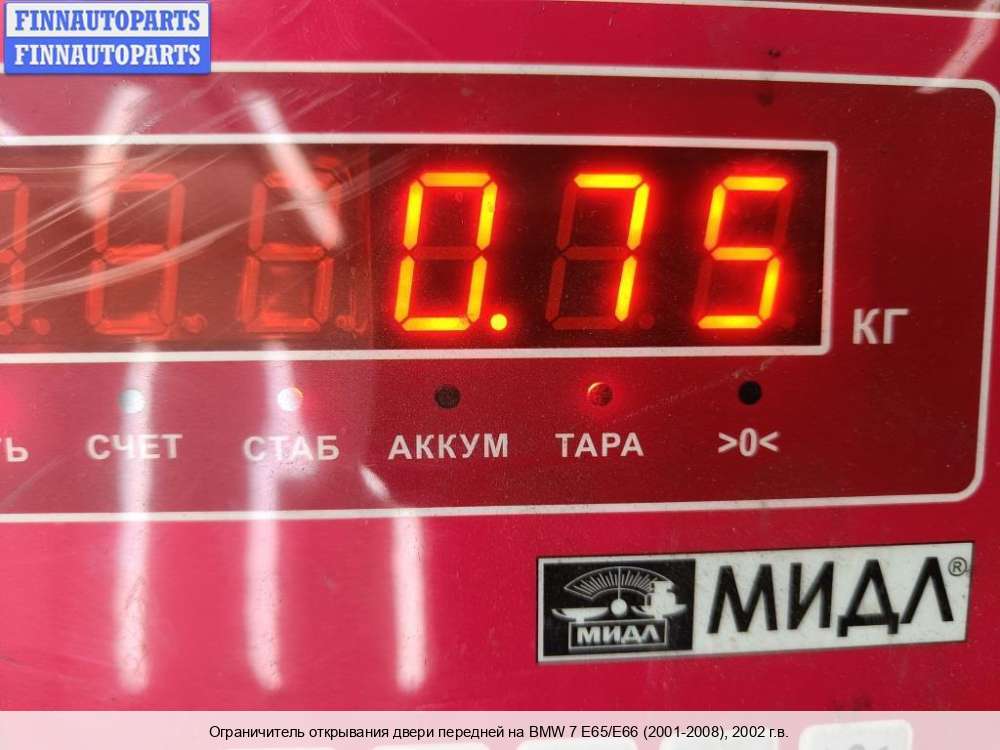 FINNAUTOPARTS
FINNAUTOPARTS
0.75
КГ
СЧЕТ СТАБ АККУМ ТАРА >0<
МИДЛ МИДЛ®
Ограничитель открывания двери передней на BMW 7 E65/E66 (2001-2008), 2002 г.в.